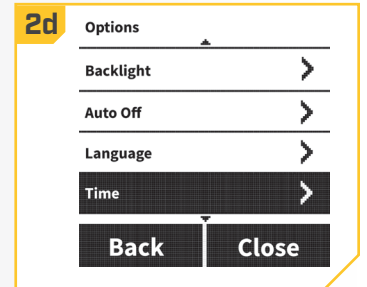 2d
Options
Backlight
Auto Off
Language
Time
Back Close